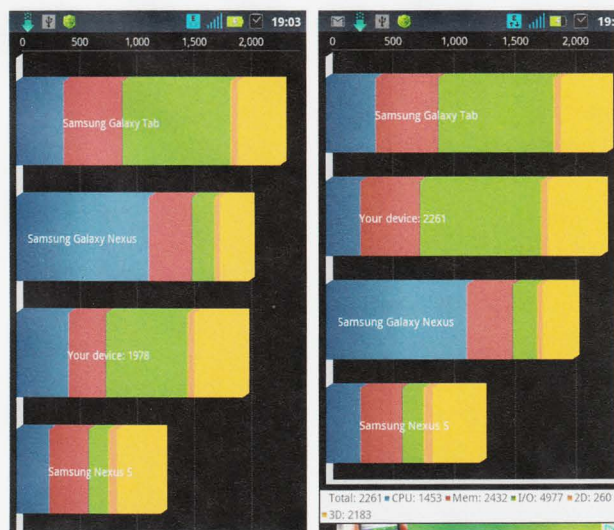 19:03
0 500 1,000 1,500 2,000
Samsung Galaxy Tab
Samsung Galaxy Nexus
Your device: 1978
Samsung Nexus S
0 500 1,000 1,500 2,000
Samsung Galaxy Tab
Your device: 2261
Samsung Galaxy Nexus
Samsung Nexus S
Total: 2261 CPU: 1453 Mem: 2432 I/O: 4977 2D: 260
3D: 2183